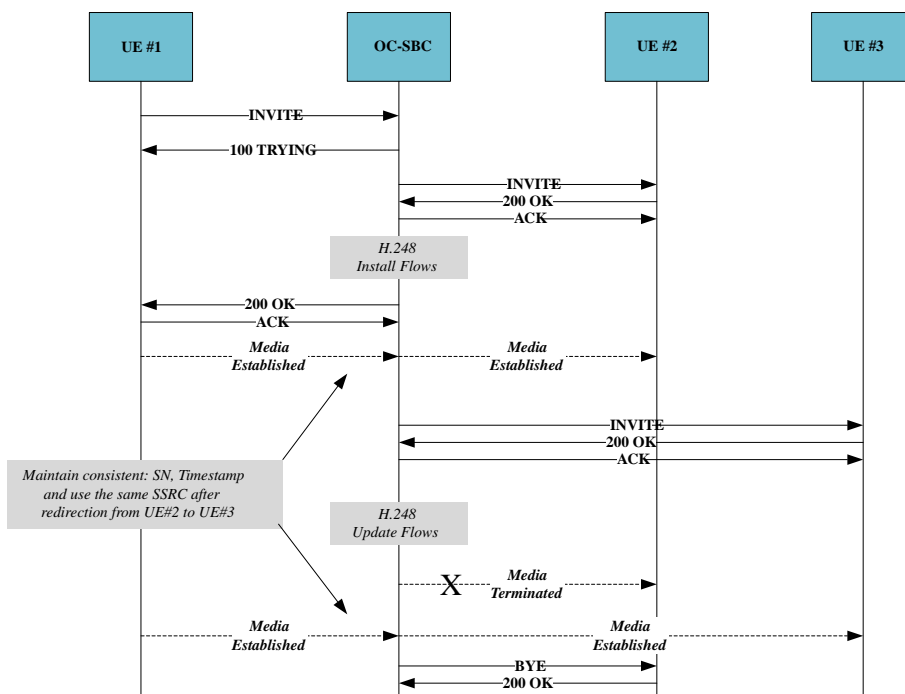 UE #1
OC-SBC
UE #2
UE #3
INVITE
100 TRYING
INVITE
200 OK
ACK
H.248
Install Flows
200 OK
ACK
Media
Established
Media
Established
INVITE
200 OK
ACK
Maintain consistent: SN, Timestamp
and use the same SSRC after
redirection from UE#2 to UE#3
H.248
Update Flows
X
Media
Terminated
Media
Established
Media
Established
BYE
200 OK